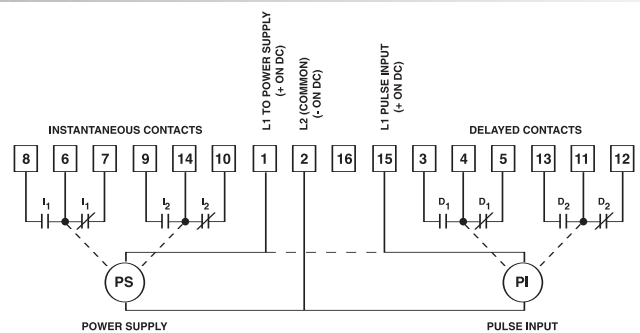 L1 TO POWER SUPPLY
(+ ON DC)
L2 (COMMON)
(- ON DC)
L1 PULSE INPUT
(+ ON DC)
INSTANTANEOUS CONTACTS
DELAYED CONTACTS
8 6 7 9 14 10 1 2 16 15 3 4 5 13 11 12
I1 I1 I2 I2 D1 D1 D2 D2
PS
PI
POWER SUPPLY
PULSE INPUT